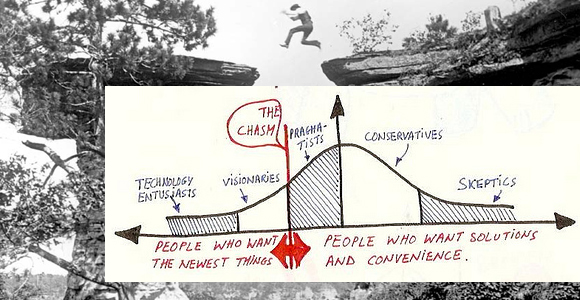 THE
CHASM
PRAGMA-
TISTS
CONSERVATIVES
TECHNOLOGY
ENTUSIASTS
VISIONARIES
SKEPTICS
PEOPLE WHO WANT
THE NEWEST THINGS
PEOPLE WHO WANT SOLUTIONS
AND CONVENIENCE.